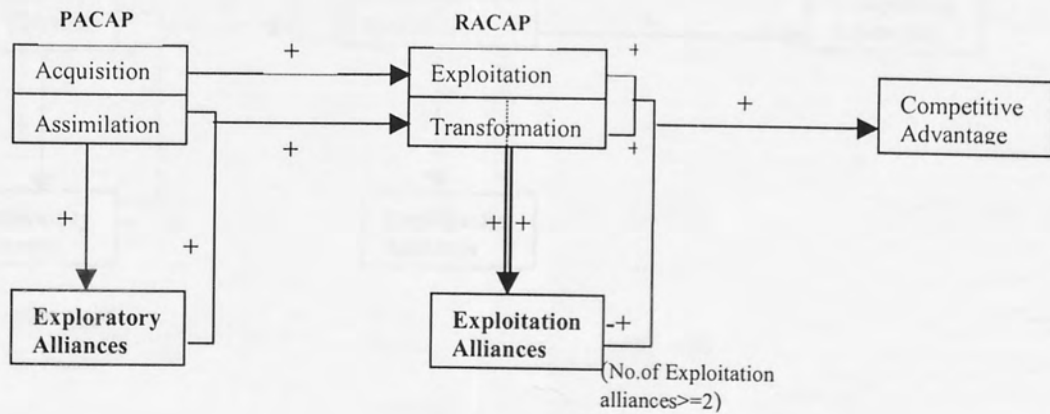 PACAP
RACAP
+
+
Acquisition
Exploitation
+
Competitive
Advantage
Assimilation
Transformation
+
+
+
+
+ +
Exploratory
Alliances
Exploitation
Alliances
-+
(No.of Exploitation
alliances>=2)